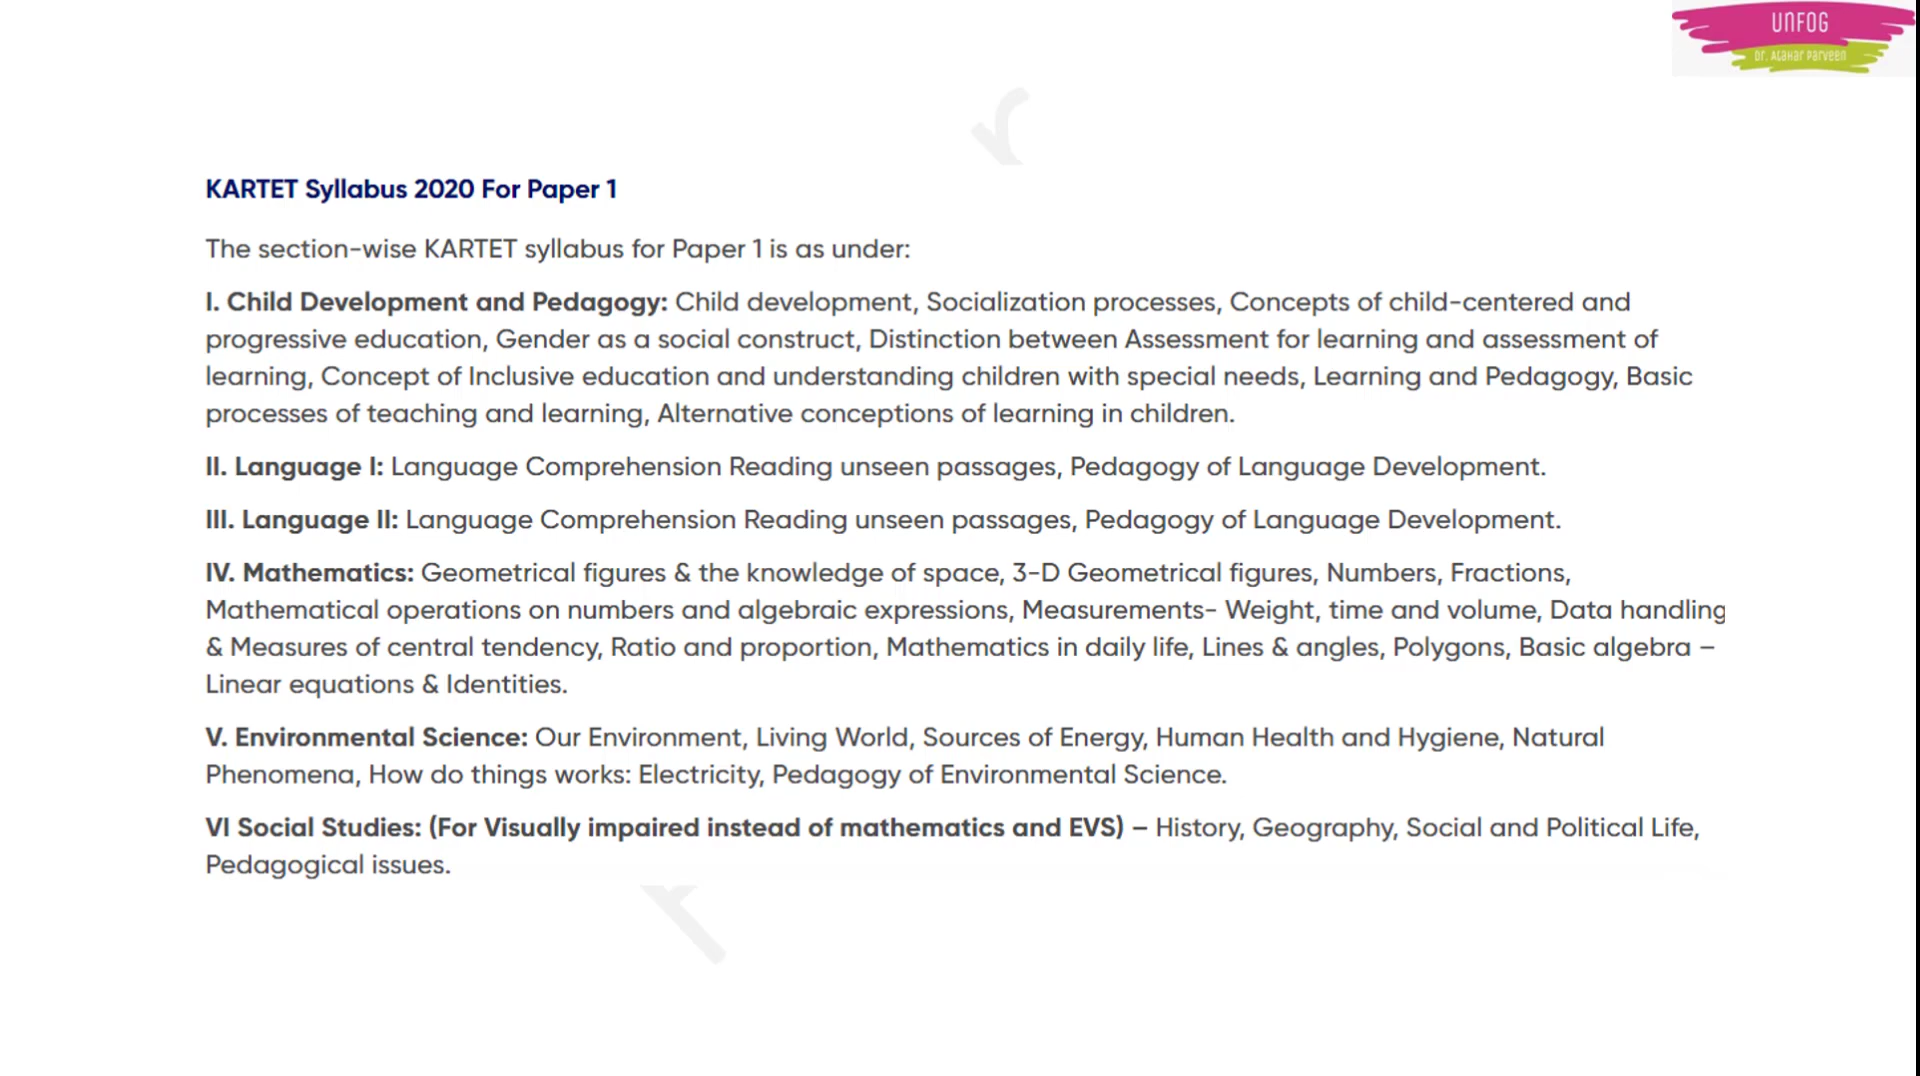 UNFOG
Dr. Atahar Parveen
KARTET Syllabus 2020 For Paper 1
The section-wise KARTET syllabus for Paper 1 is as under:
I. Child Development and Pedagogy: Child development, Socialization processes, Concepts of child-centered and
progressive education, Gender as a social construct, Distinction between Assessment for learning and assessment of
learning, Concept of Inclusive education and understanding children with special needs, Learning and Pedagogy, Basic
processes of teaching and learning, Alternative conceptions of learning in children.
II. Language I: Language Comprehension Reading unseen passages, Pedagogy of Language Development.
III. Language II: Language Comprehension Reading unseen passages, Pedagogy of Language Development.
IV. Mathematics: Geometrical figures & the knowledge of space, 3-D Geometrical figures, Numbers, Fractions,
Mathematical operations on numbers and algebraic expressions, Measurements- Weight, time and volume, Data handling
& Measures of central tendency, Ratio and proportion, Mathematics in daily life, Lines & angles, Polygons, Basic algebra –
Linear equations & Identities.
V. Environmental Science: Our Environment, Living World, Sources of Energy, Human Health and Hygiene, Natural
Phenomena, How do things works: Electricity, Pedagogy of Environmental Science.
VI Social Studies: (For Visually impaired instead of mathematics and EVS) – History, Geography, Social and Political Life,
Pedagogical issues.